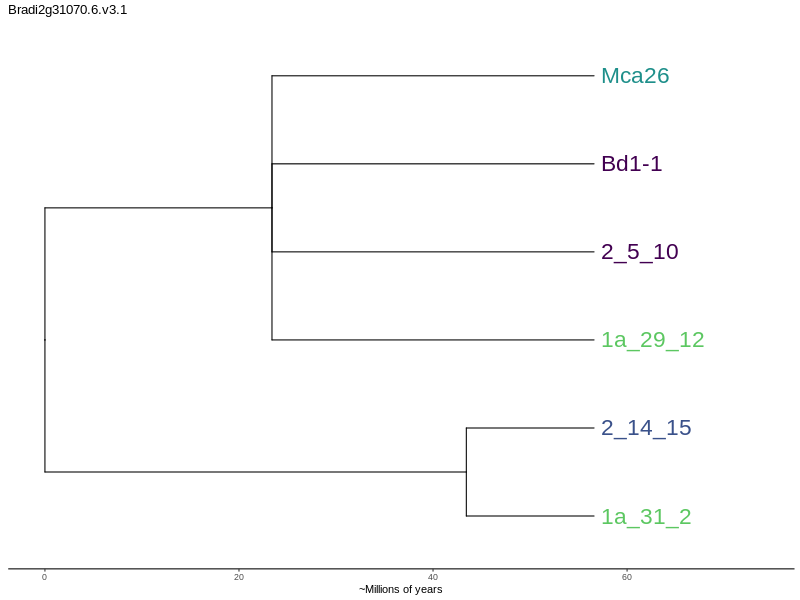 Bradi2g31070.6.v3.1
Mca26
Bd1-1
2_5_10
1a_29_12
2_14_15
1a_31_2
0 20 40 60
~Millions of years